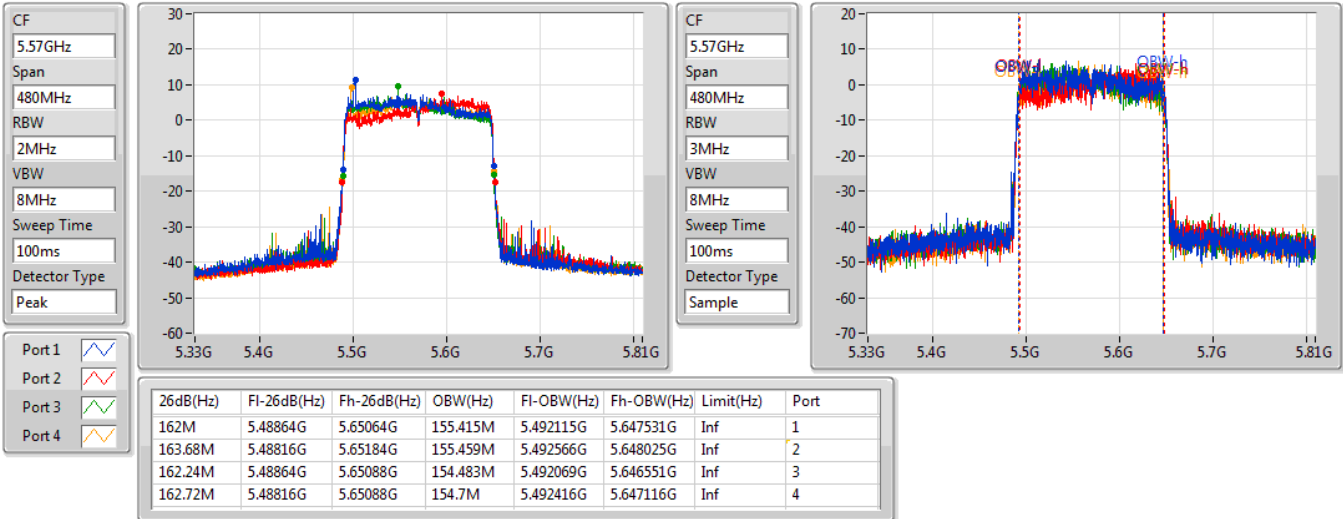 CF
5.57GHz
Span
480MHz
RBW
2MHz
VBW
8MHz
Sweep Time
100ms
Detector Type
Peak
30
20
10
0
-10
-20
-30
-40
-50
-60
5.33G 5.4G 5.5G 5.6G 5.7G 5.81G
CF
5.57GHz
Span
480MHz
RBW
3MHz
VBW
8MHz
Sweep Time
100ms
Detector Type
Sample
20
10
0
-10
-20
-30
-40
-50
-60
-70
OBW-h
5.33G 5.4G 5.5G 5.6G 5.7G 5.81G
Port 1
Port 2
Port 3
Port 4
26dB(Hz) Fl-26dB(Hz) Fh-26dB(Hz) OBW(Hz) Fl-OBW(Hz) Fh-OBW(Hz) Limit(Hz) Port
162M 5.48864G 5.65064G 155.415M 5.492115G 5.647531G Inf 1
163.68M 5.48816G 5.65184G 155.459M 5.492566G 5.648025G Inf 2
162.24M 5.48864G 5.65088G 154.483M 5.492069G 5.646551G Inf 3
162.72M 5.48816G 5.65088G 154.7M 5.492416G 5.647116G Inf 4